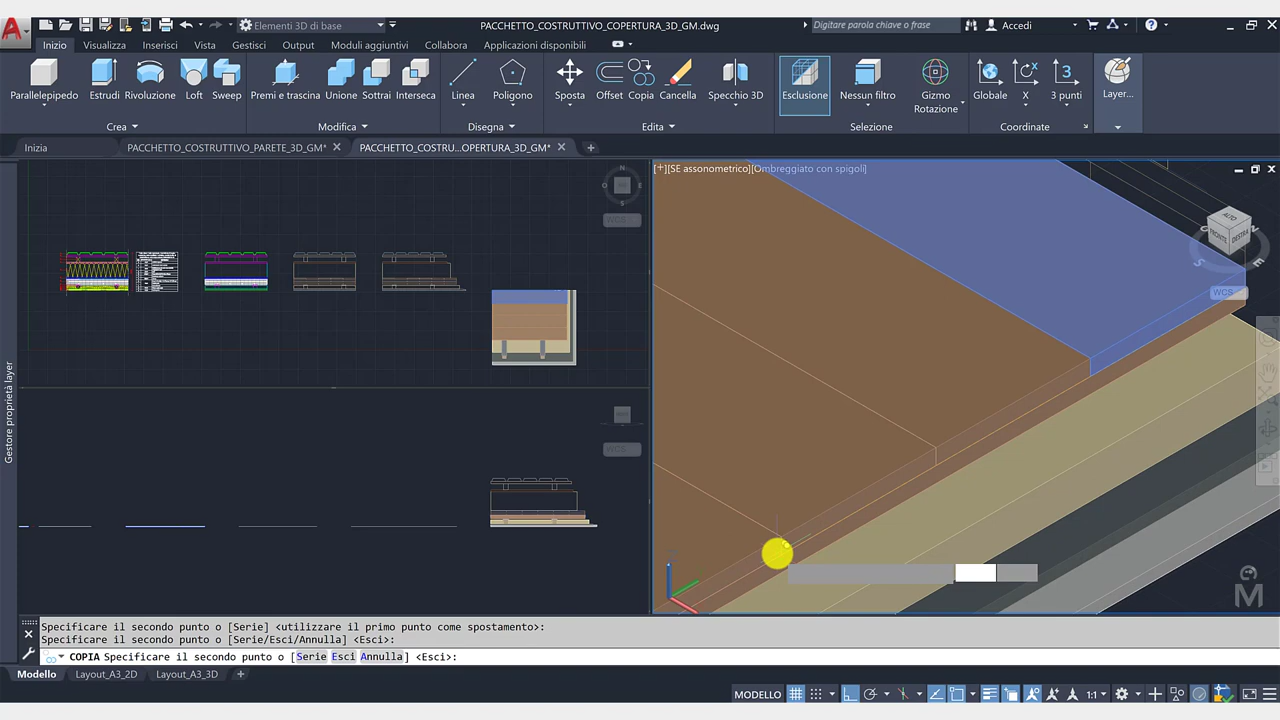 Elementi 3D di base
PACCHETTO_COSTRUTTIVO_COPERTURA_3D_GM.dwg
Digitare parola chiave o frase
Accedi
Inizio Visualizza Inserisci Vista Gestisci Output Moduli aggiuntivi Collabora Applicazioni disponibili
Parallelepipedo Estrudi Rivoluzione Loft Sweep Premi e trascina Unione Sottrai Interseca Linea Poligono Sposta Offset Copia Cancella Specchio 3D Esclusione Nessun filtro Gizmo Rotazione Globale X 3 punti Layer...
Crea Modifica Disegna Edita Selezione Coordinate
Inizia PACCHETTO_COSTRUTTIVO_PARETE_3D_GM* PACCHETTO_COSTRU...OPERTURA_3D_GM*
[+][SE assonometrico][Ombreggiato con spigoli]
N
O E
S
WCS
ALTO
FRONTE DESTRA
S E
WCS
WCS
Gestore proprietà layer
M
Specificare il secondo punto o [Serie] <utilizzare il primo punto come spostamento>:
Specificare il secondo punto o [Serie/Esci/Annulla] <Esci>:
COPIA Specificare il secondo punto o [Serie Esci Annulla] <Esci>:
Modello Layout_A3_2D Layout_A3_3D
MODELLO 1:1